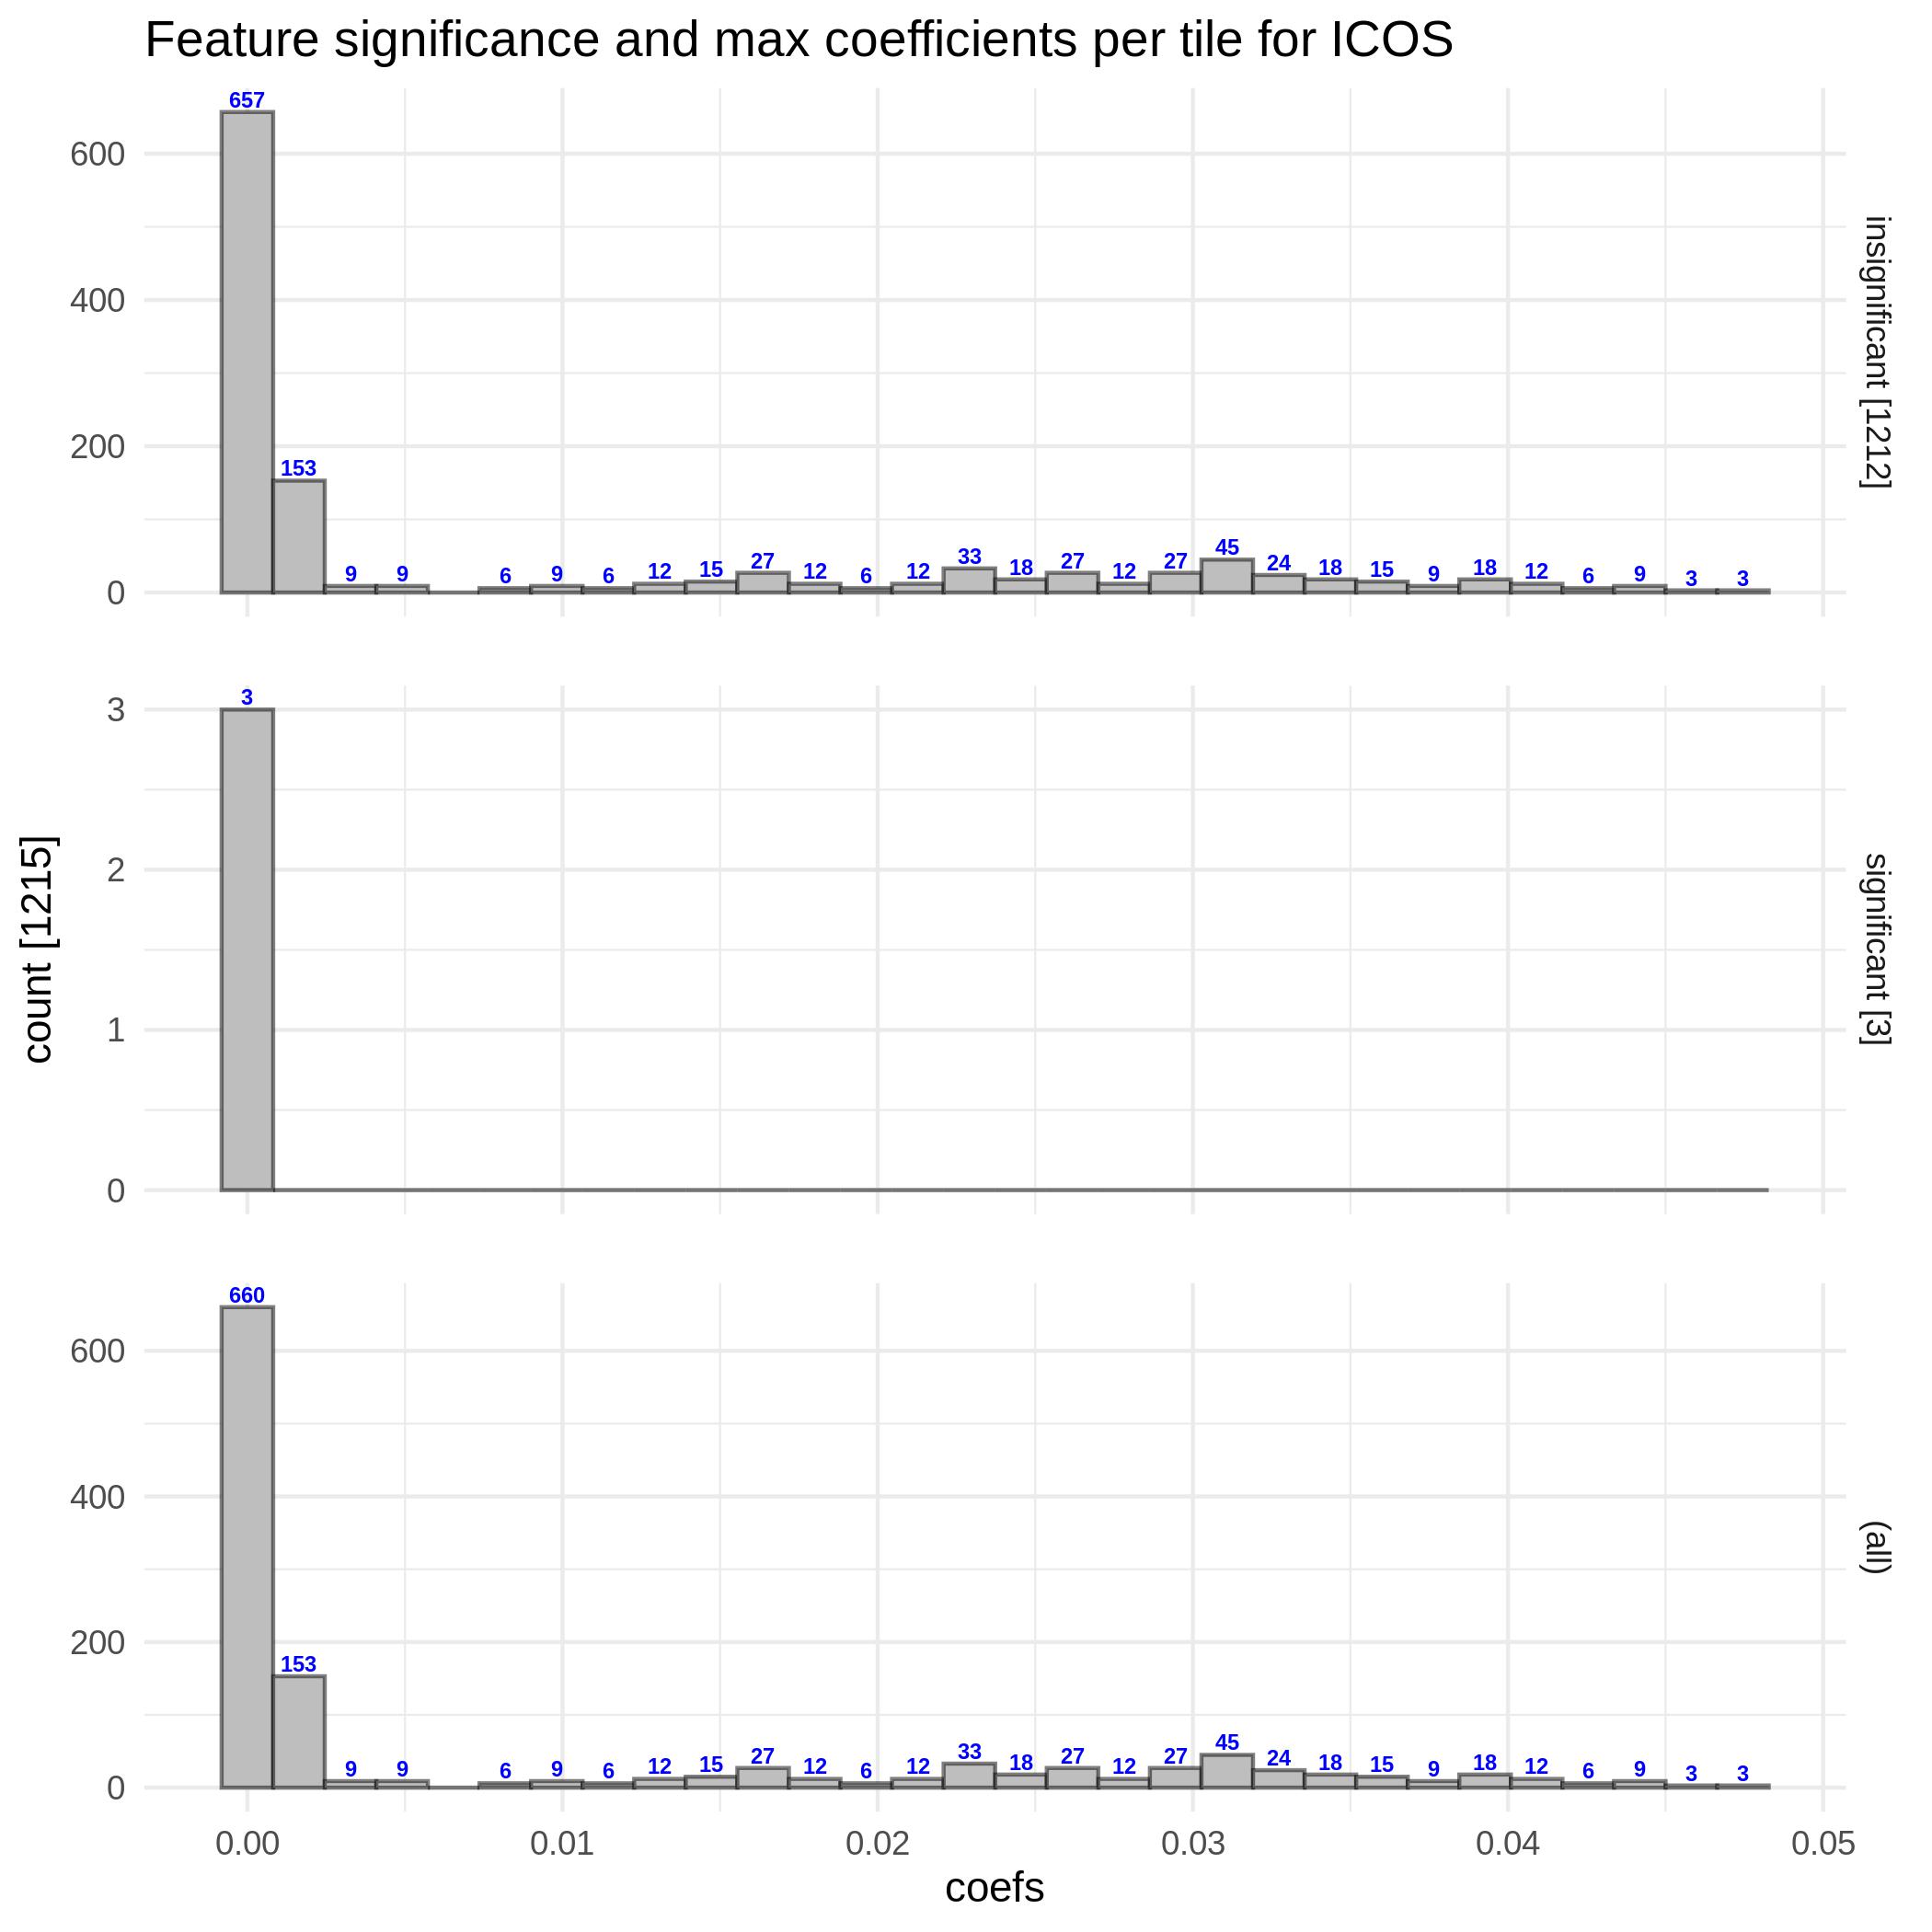 Feature significance and max coefficients per tile for ICOS
657
600
400
200
153
9 9 6 9 6 12 15 27 12 6 12 33 18 27 12 27 45 24 18 15 9 18 12 6 9 3 3
0
insignificant [1212]
3
3
2
1
0
significant [3]
count [1215]
660
600
400
200
153
9 9 6 9 6 12 15 27 12 6 12 33 18 27 12 27 45 24 18 15 9 18 12 6 9 3 3
0
(all)
0.00 0.01 0.02 0.03 0.04 0.05
coefs